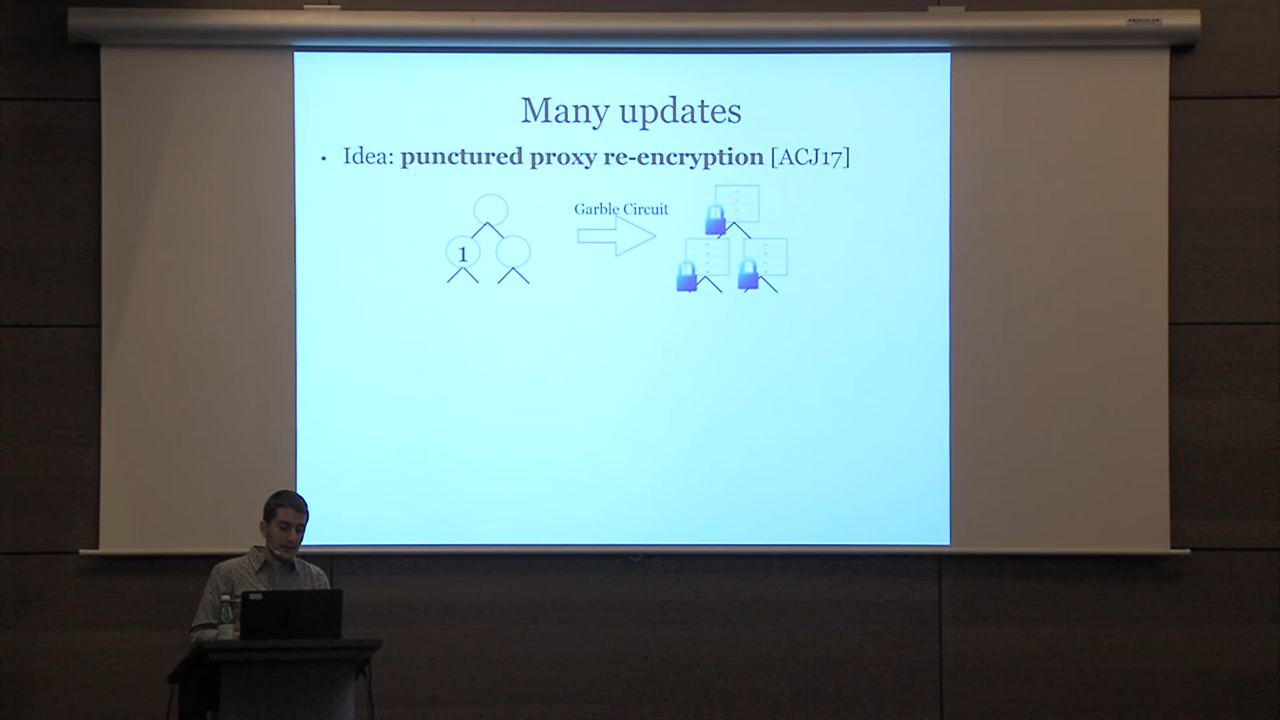 Many updates
• Idea: punctured proxy re-encryption [ACJ17]
Garble Circuit
1